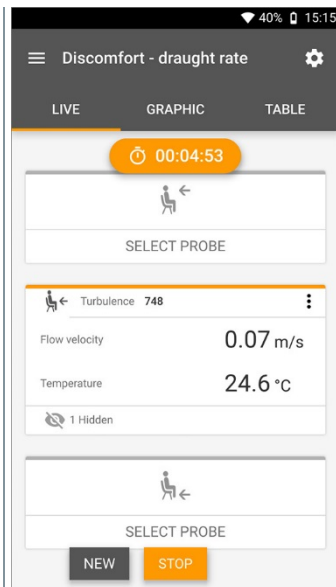 40% 15:15
Discomfort - draught rate
LIVE GRAPHIC TABLE
00:04:53
SELECT PROBE
Turbulence 748
Flow velocity 0.07 m/s
Temperature 24.6 °C
1 Hidden
SELECT PROBE
NEW STOP